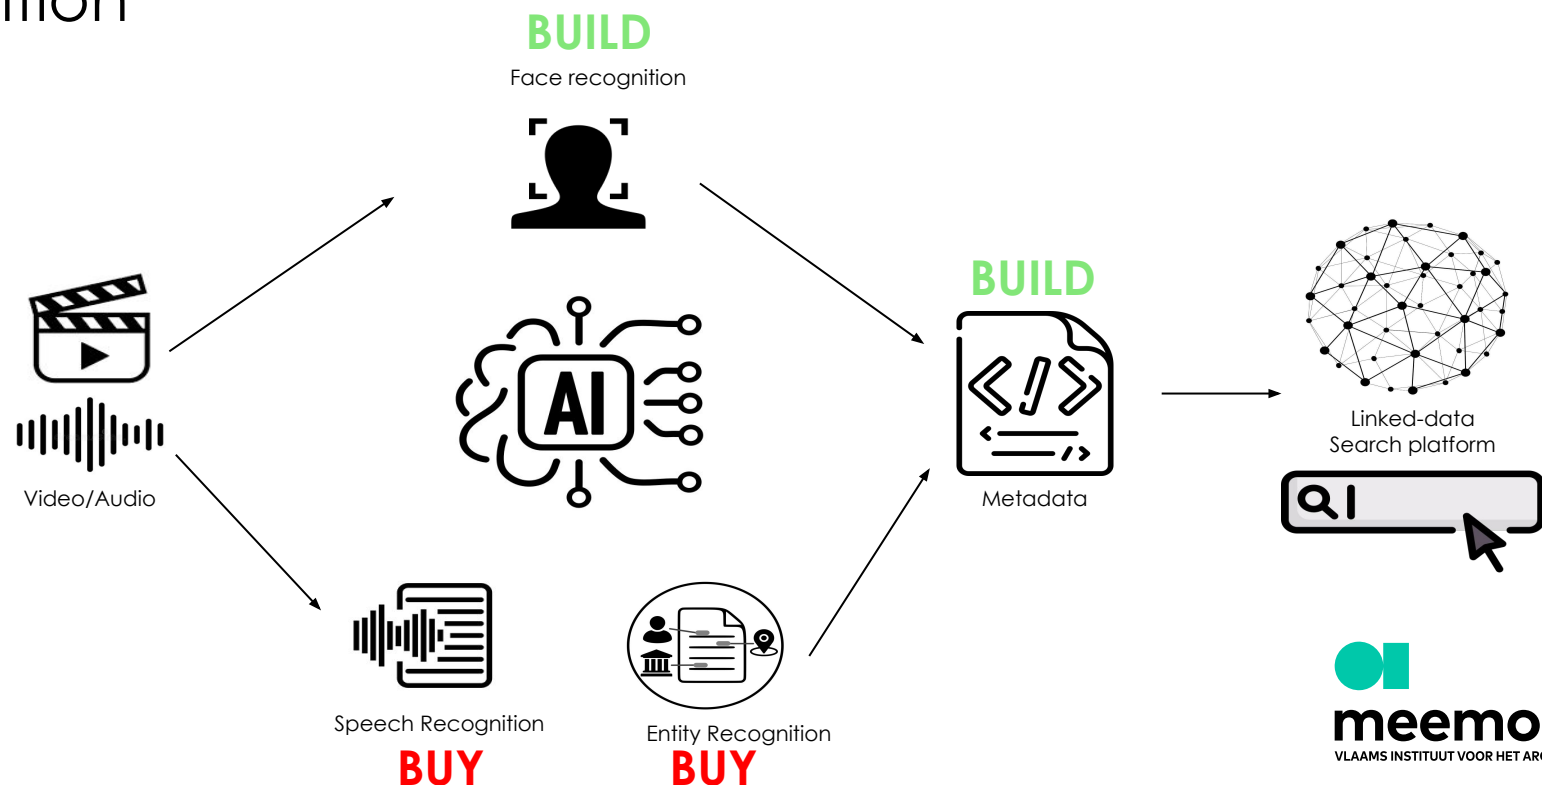 BUILD
Face recognition
BUILD
AI
Linked-data
Search platform
Video/Audio
Metadata
Speech Recognition
BUY
Entity Recognition
BUY
meemo
VLAAMS INSTITUUT VOOR HET